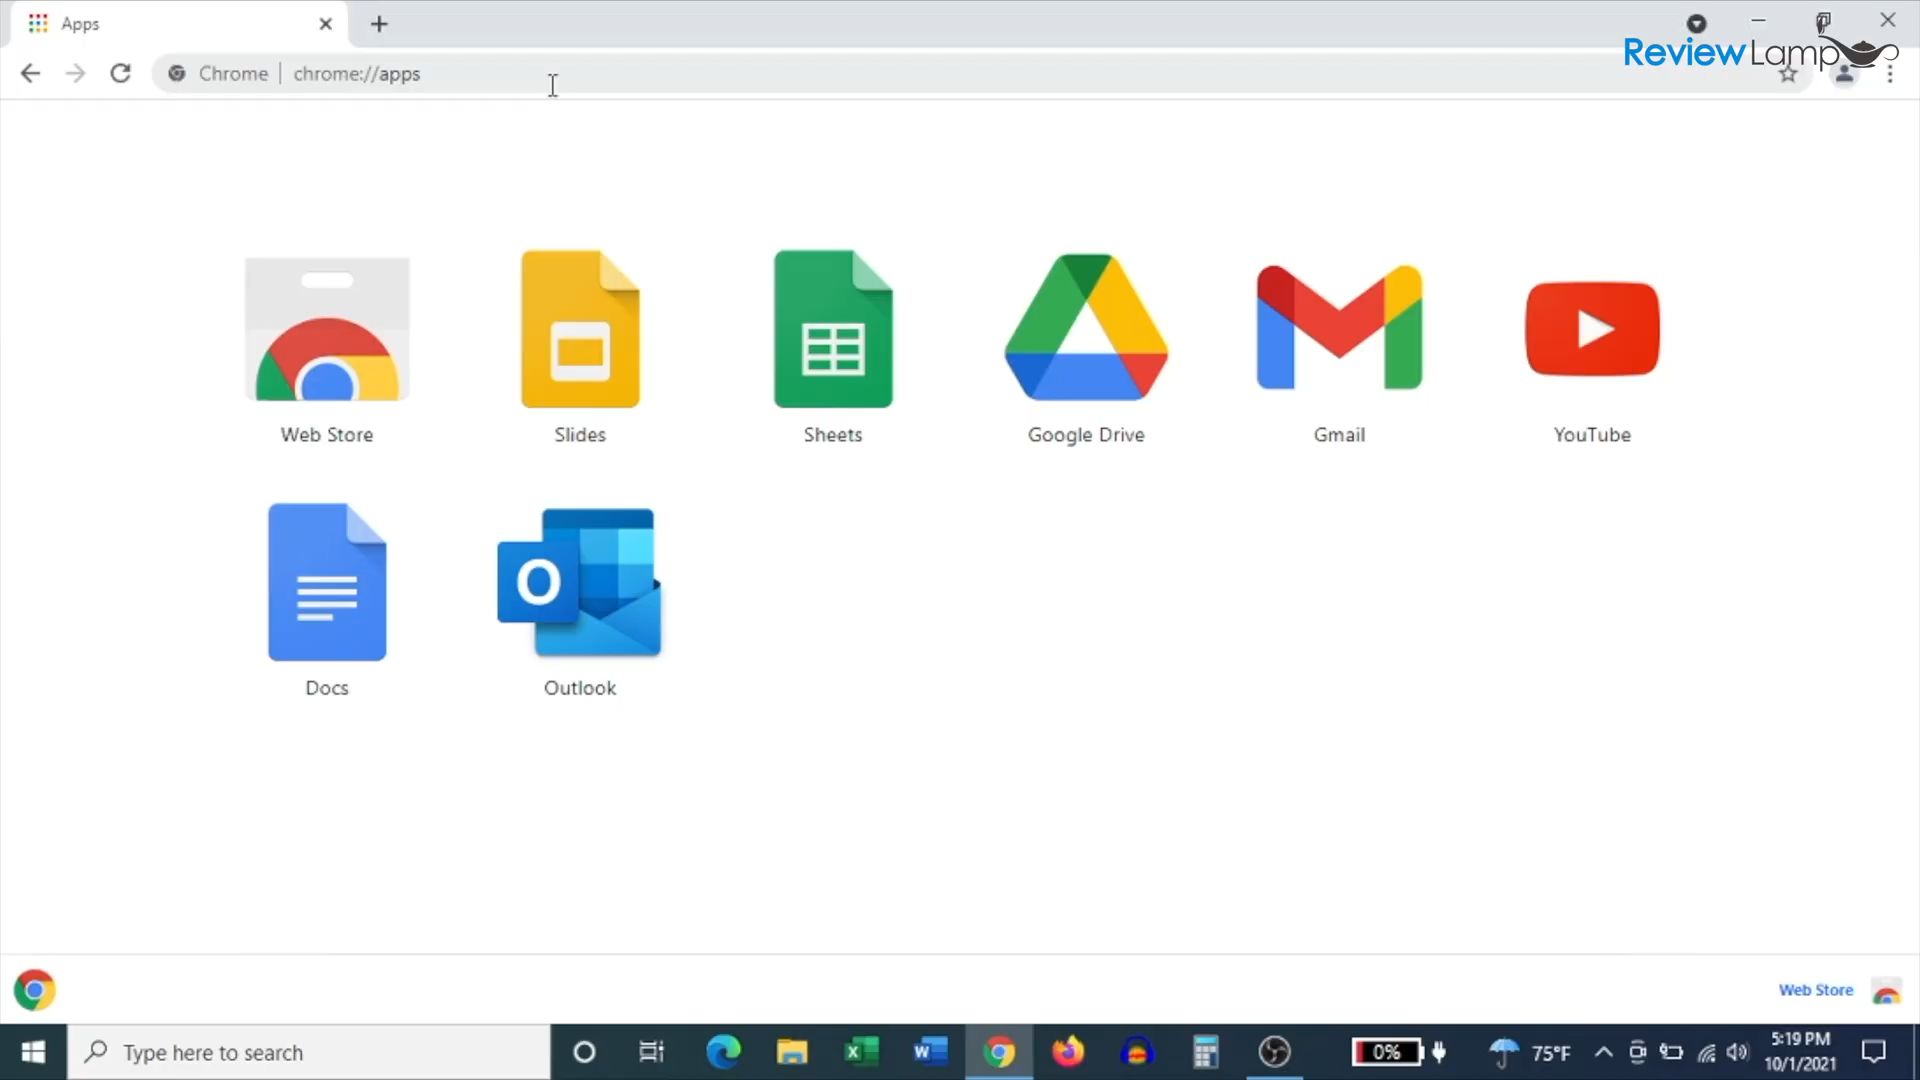 Apps
ReviewLamp
Chrome | chrome://apps
Web Store
Slides
Sheets
Google Drive
Gmail
YouTube
Docs
O
Outlook
Web Store
Type here to search
X
W
0%
75°F
5:19 PM
10/1/2021